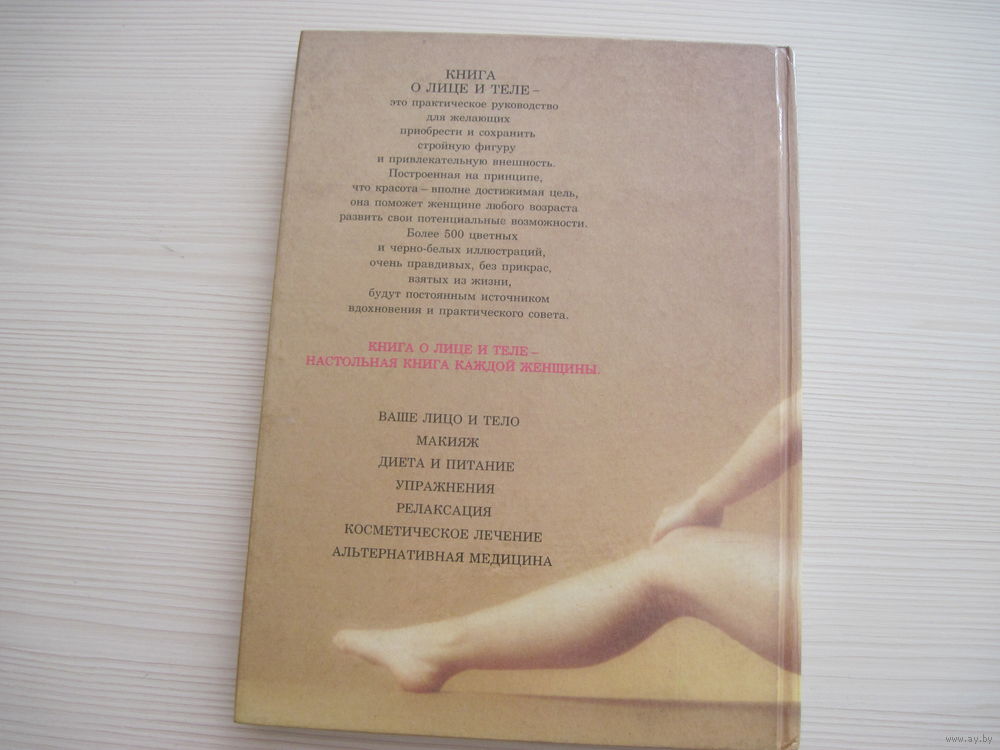 КНИГА
О ЛИЦЕ И ТЕЛЕ –
это практическое руководство
для желающих
приобрести и сохранить
стройную фигуру
и привлекательную внешность.
Построенная на принципе,
что красота – вполне достижимая цель,
она поможет женщине любого возраста
развить свои потенциальные возможности.
Более 500 цветных
и черно-белых иллюстраций,
очень правдивых, без прикрас,
взятых из жизни,
будут постоянным источником
вдохновения и практического совета.
КНИГА О ЛИЦЕ И ТЕЛЕ –
НАСТОЛЬНАЯ КНИГА КАЖДОЙ ЖЕНЩИНЫ.
ВАШЕ ЛИЦО И ТЕЛО
МАКИЯЖ
ДИЕТА И ПИТАНИЕ
УПРАЖНЕНИЯ
РЕЛАКСАЦИЯ
КОСМЕТИЧЕСКОЕ ЛЕЧЕНИЕ
АЛЬТЕРНАТИВНАЯ МЕДИЦИНА
www.ay.by